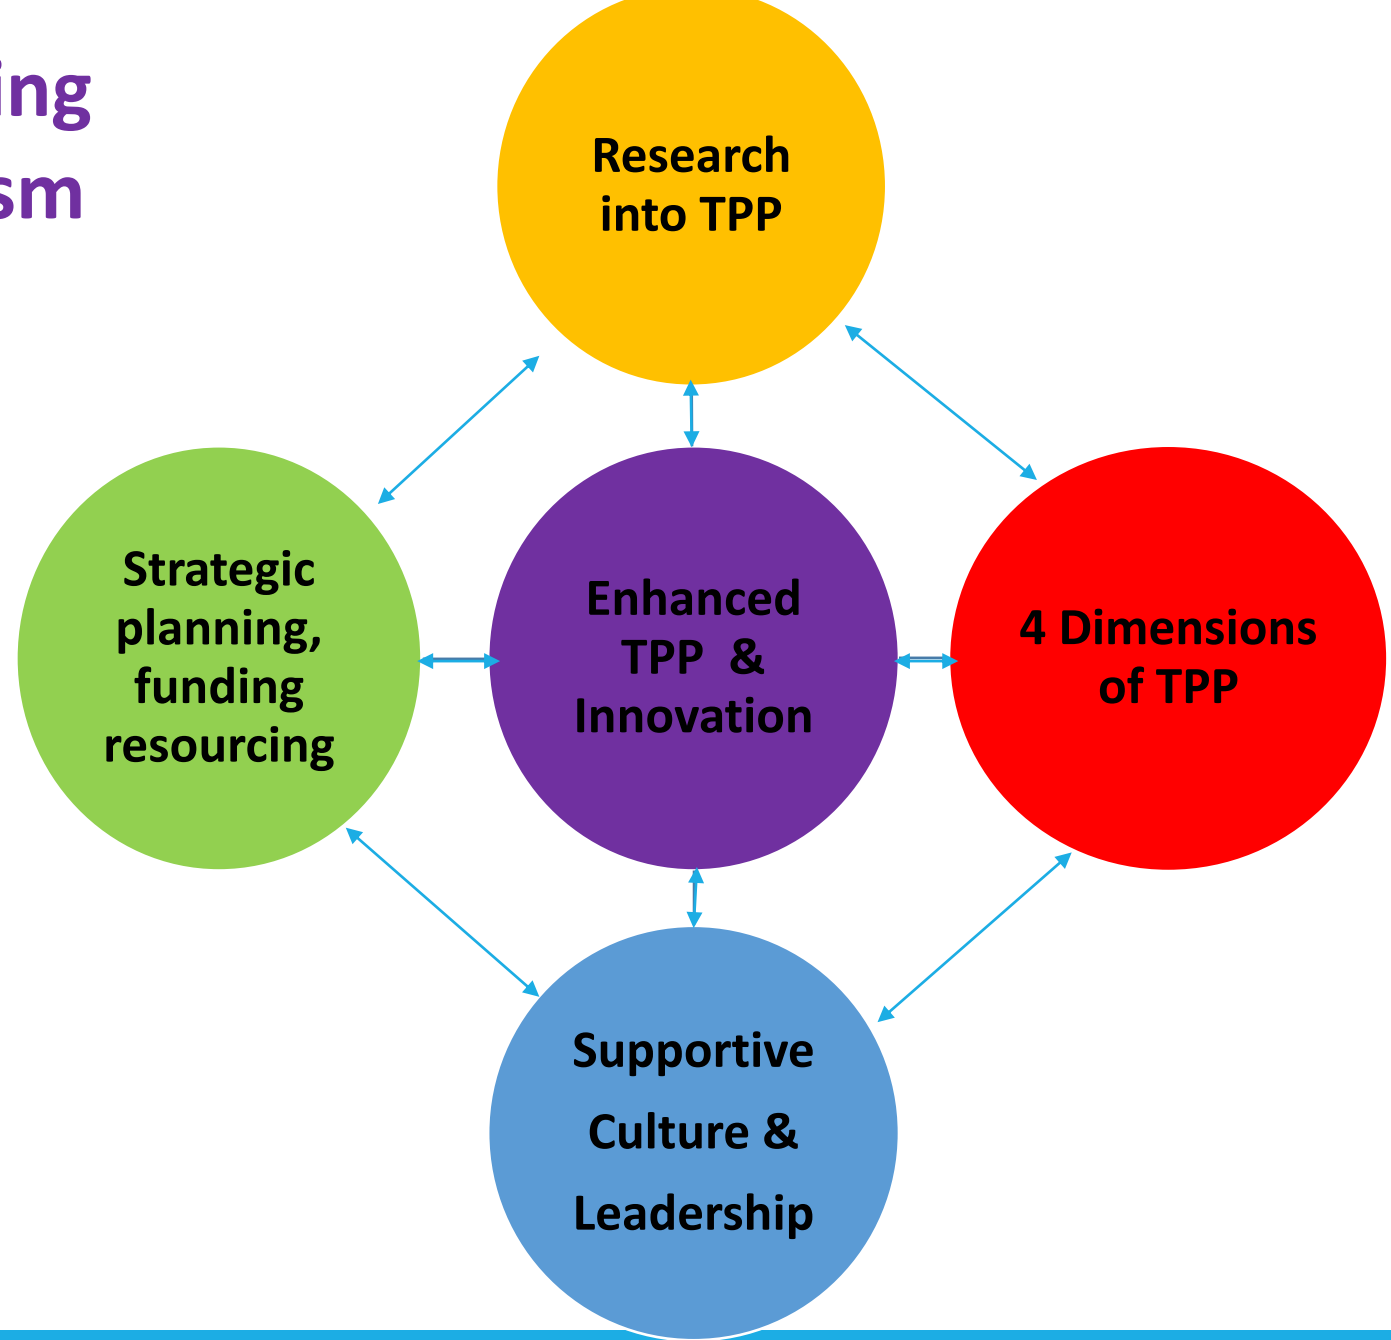 ing
sm
Research
into TPP
Strategic
planning,
funding
resourcing
Enhanced
TPP & 
Innovation
4 Dimensions
of TPP
Supportive
Culture &
Leadership